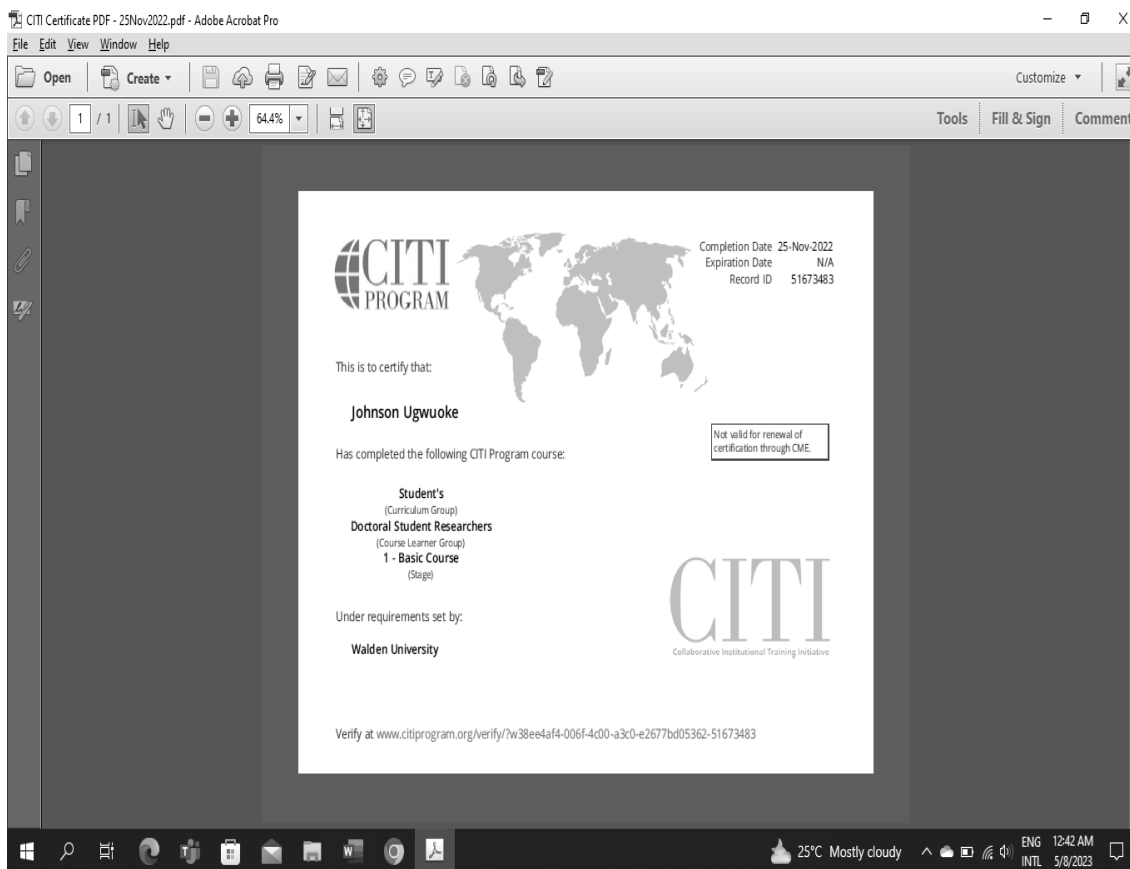 CITI Certificate PDF - 25Nov2022.pdf - Adobe Acrobat Pro
File Edit View Window Help
Open Create Customize
1 / 1 64.4% Tools Fill & Sign Comment
CITI
PROGRAM
Completion Date 25-Nov-2022
Expiration Date N/A
Record ID 51673483
This is to certify that:
Johnson Ugwuoke
Not valid for renewal of
certification through CME.
Has completed the following CITI Program course:
Student's
(Curriculum Group)
Doctoral Student Researchers
(Course Learner Group)
1 - Basic Course
(Stage)
Under requirements set by:
Walden University
CITI
Collaborative Institutional Training Initiative
Verify at www.citiprogram.org/verify/?w38ee4af4-006f-4c00-a3c0-e2677bd05362-51673483
25°C Mostly cloudy ENG 12:42 AM
INTL 5/8/2023